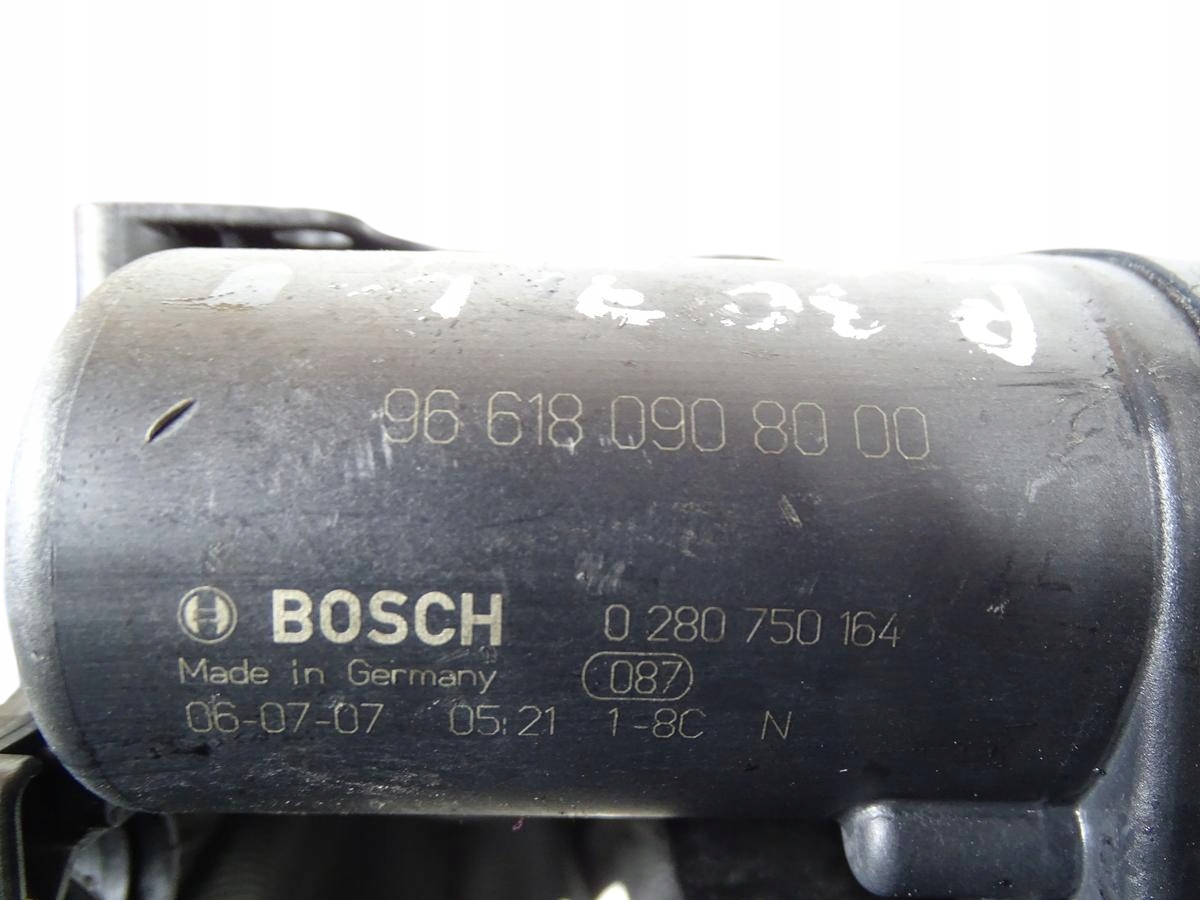 96 618 090 80 00
BOSCH 0 280 750 164
Made in Germany 087
06-07-07 05:21 1-8C N